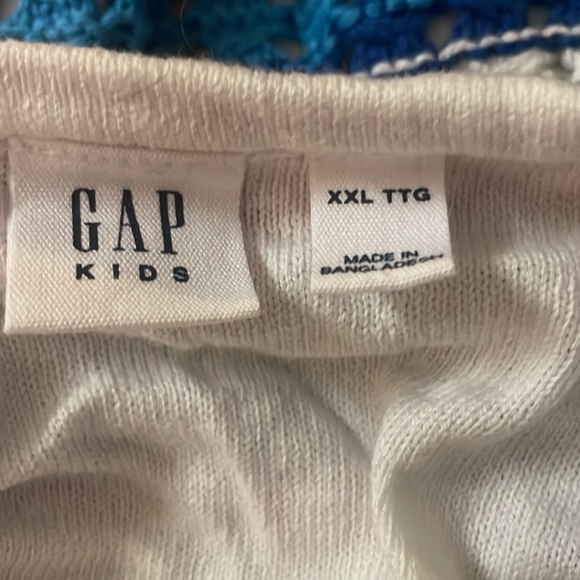 GAP
KIDS
XXL TTG
MADE IN
BANGLADESH